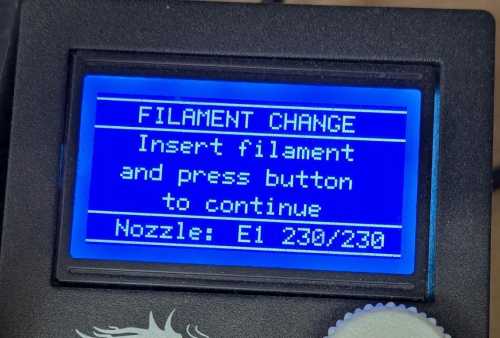 FILAMENT CHANGE
Insert filament
and press button
to continue
Nozzle: E1 230/230